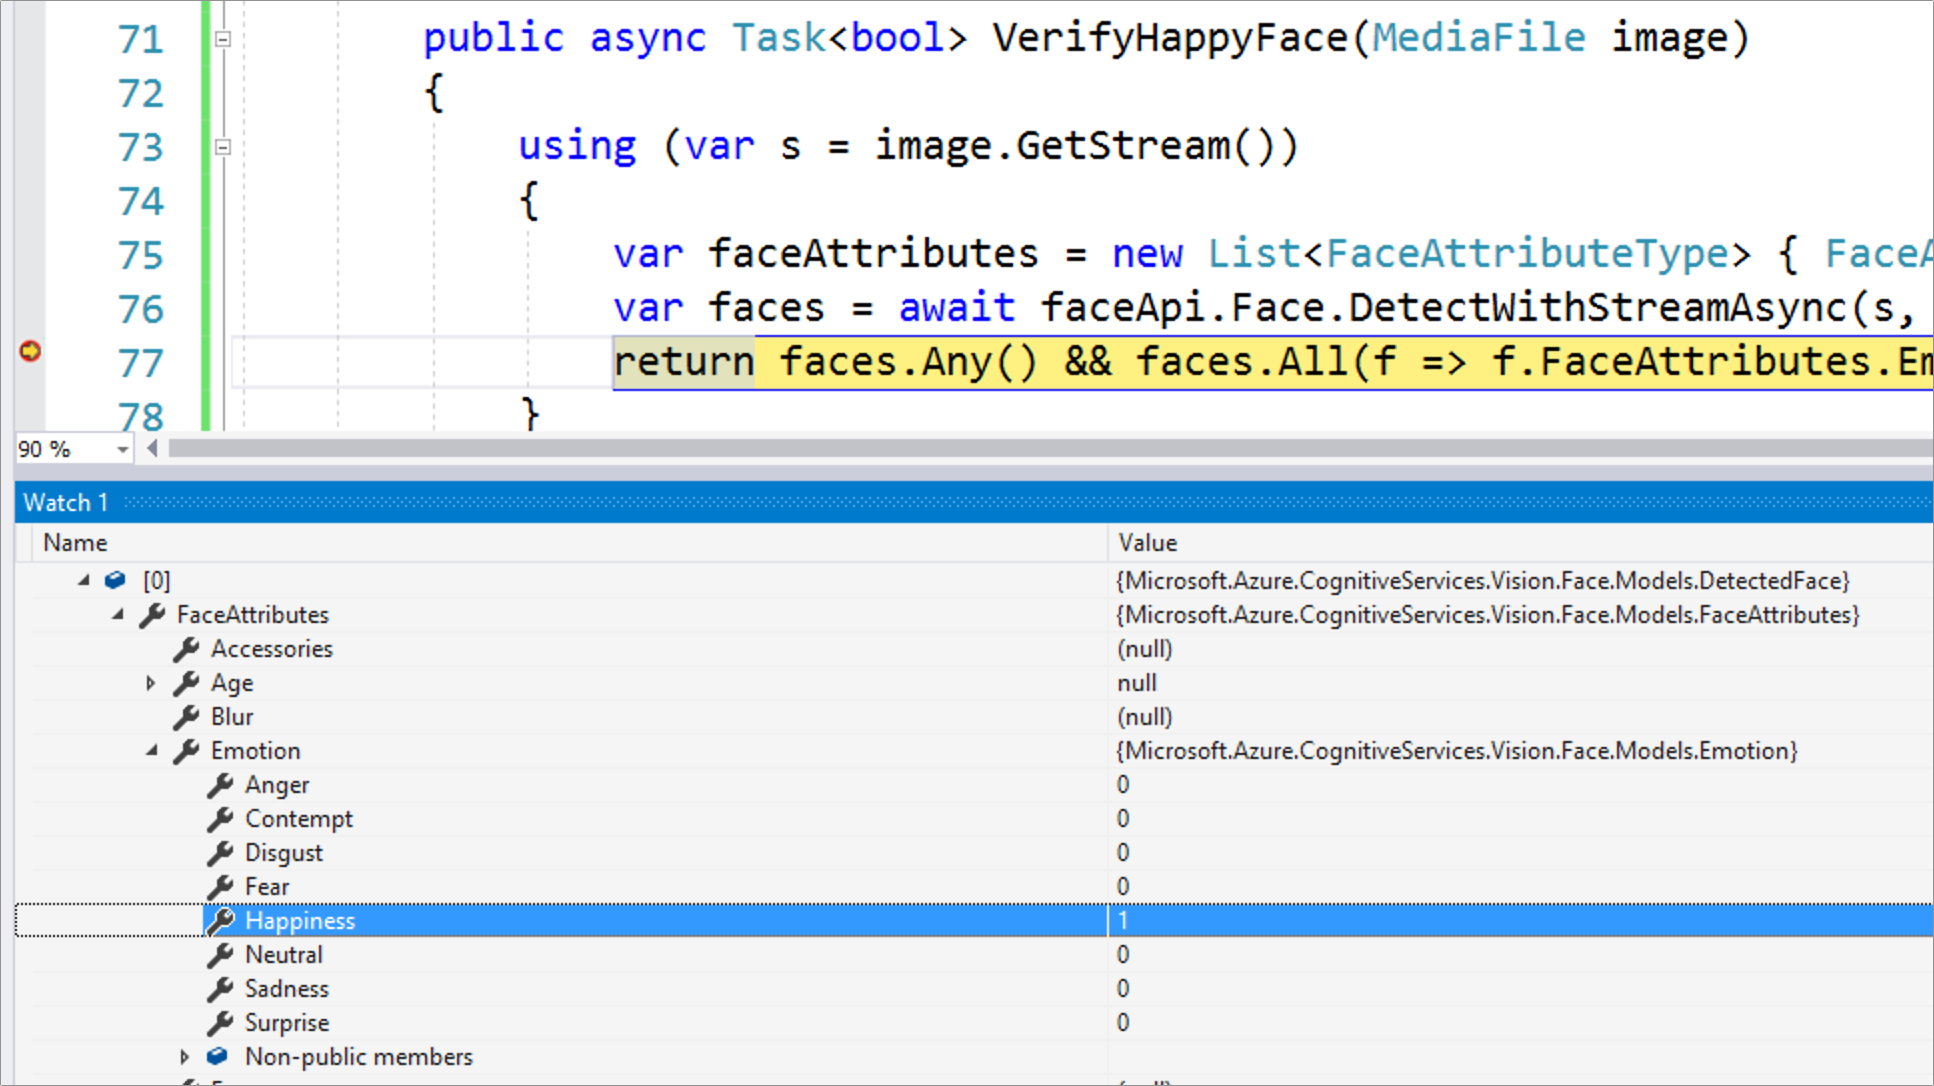 71 public async Task<bool> VerifyHappyFace(MediaFile image)
72 {
73 using (var s = image.GetStream())
74 {
75 var faceAttributes = new List<FaceAttributeType> { FaceA
76 var faces = await faceApi.Face.DetectWithStreamAsync(s,
77 return faces.Any() && faces.All(f => f.FaceAttributes.Em
78 }
90 %
Watch 1
Name Value
[0] {Microsoft.Azure.CognitiveServices.Vision.Face.Models.DetectedFace}
FaceAttributes {Microsoft.Azure.CognitiveServices.Vision.Face.Models.FaceAttributes}
Accessories (null)
Age null
Blur (null)
Emotion {Microsoft.Azure.CognitiveServices.Vision.Face.Models.Emotion}
Anger 0
Contempt 0
Disgust 0
Fear 0
Happiness 1
Neutral 0
Sadness 0
Surprise 0
Non-public members